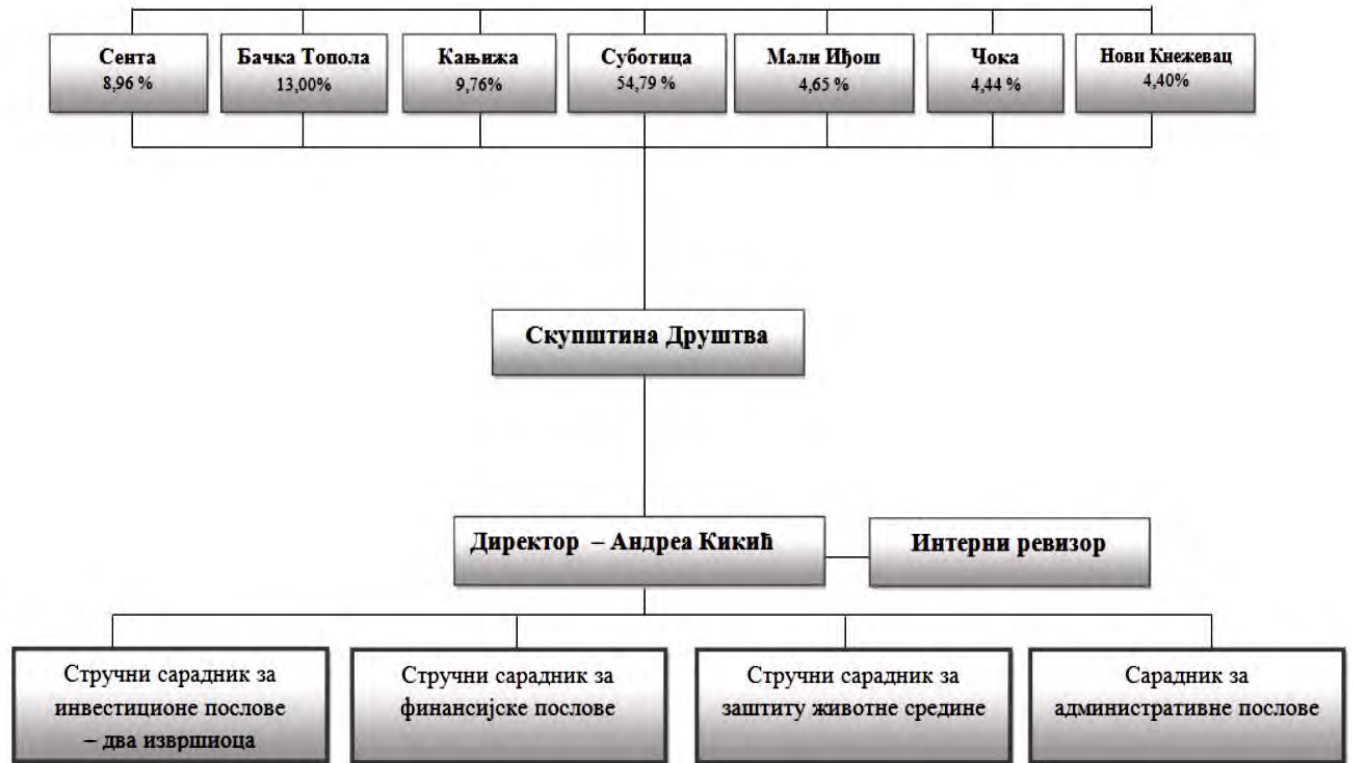 Сента
8,96 %
Бачка Топола
13,00%
Кањижа
9,76%
Суботица
54,79 %
Мали Иђош
4,65 %
Чока
4,44 %
Нови Кнежевац
4,40%
Скупштина Друштва
Директор – Андреа Кикић
Интерни ревизор
Стручни сарадник за
инвестиционе послове
– два извршиоца
Стручни сарадник за
финансијске послове
Стручни сарадник за
заштиту животне средине
Сарадник за
административне послове